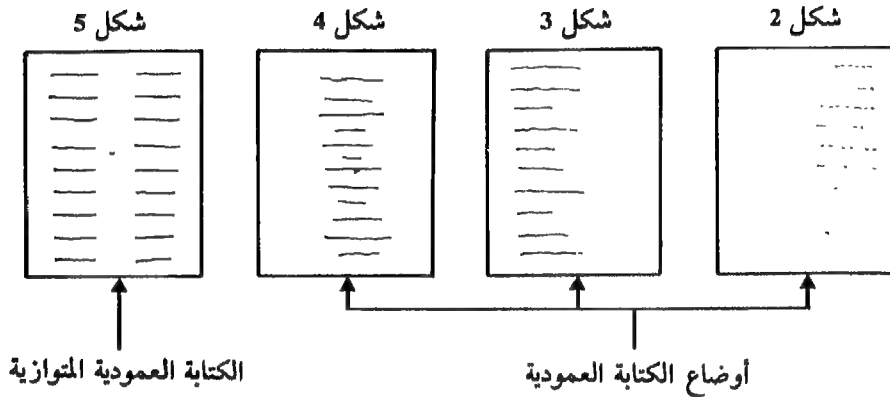 شكل 2
شكل 3
شكل 4
شكل 5
أوضاع الكتابة العمودية
الكتابة العمودية المتوازية